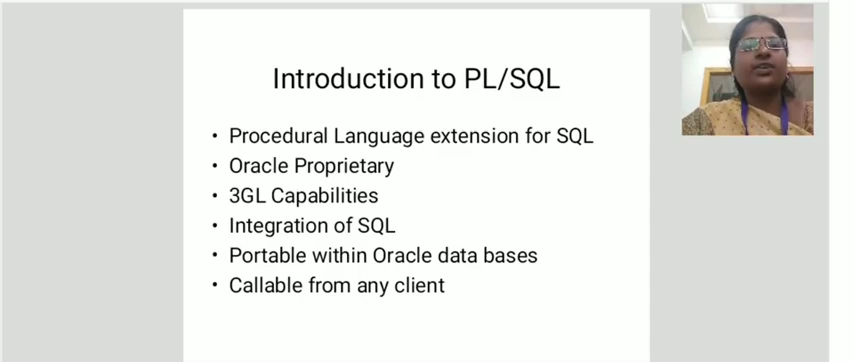 Introduction to PL/SQL
• Procedural Language extension for SQL
• Oracle Proprietary
• 3GL Capabilities
• Integration of SQL
• Portable within Oracle data bases
• Callable from any client